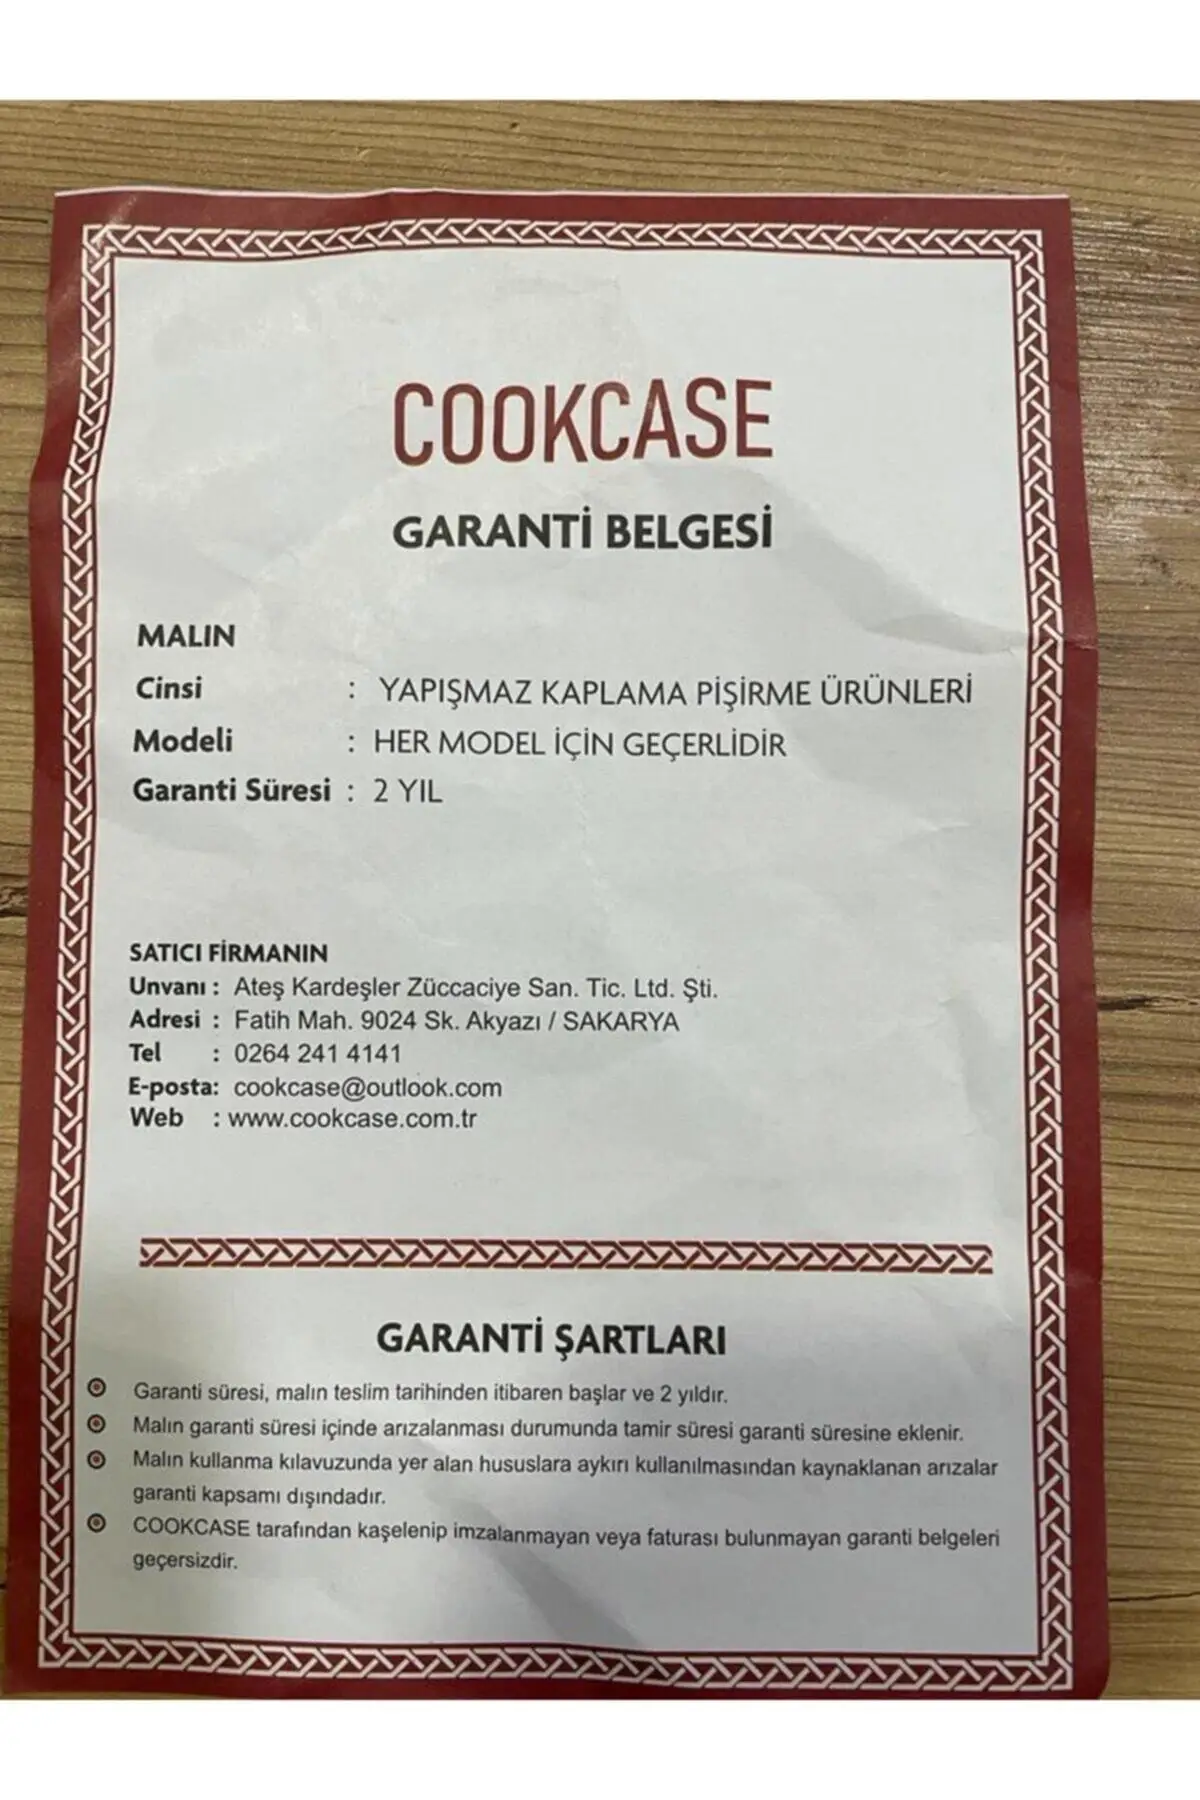 COOKCASE
GARANTİ BELGESİ
MALIN
Cinsi : YAPIŞMAZ KAPLAMA PİŞİRME ÜRÜNLERİ
Modeli : HER MODEL İÇİN GEÇERLİDİR
Garanti Süresi : 2 YIL
SATICI FİRMANIN
Unvanı : Ateş Kardeşler Züccaciye San. Tic. Ltd. Şti.
Adresi : Fatih Mah. 9024 Sk. Akyazı / SAKARYA
Tel : 0264 241 4141
E-posta: cookcase@outlook.com
Web : www.cookcase.com.tr
GARANTİ ŞARTLARI
Garanti süresi, malın teslim tarihinden itibaren başlar ve 2 yıldır.
Malın garanti süresi içinde arızalanması durumunda tamir süresi garanti süresine eklenir.
Malın kullanma kılavuzunda yer alan hususlara aykırı kullanılmasından kaynaklanan arızalar
garanti kapsamı dışındadır.
COOKCASE tarafından kaşelenip imzalanmayan veya faturası bulunmayan garanti belgeleri
geçersizdir.